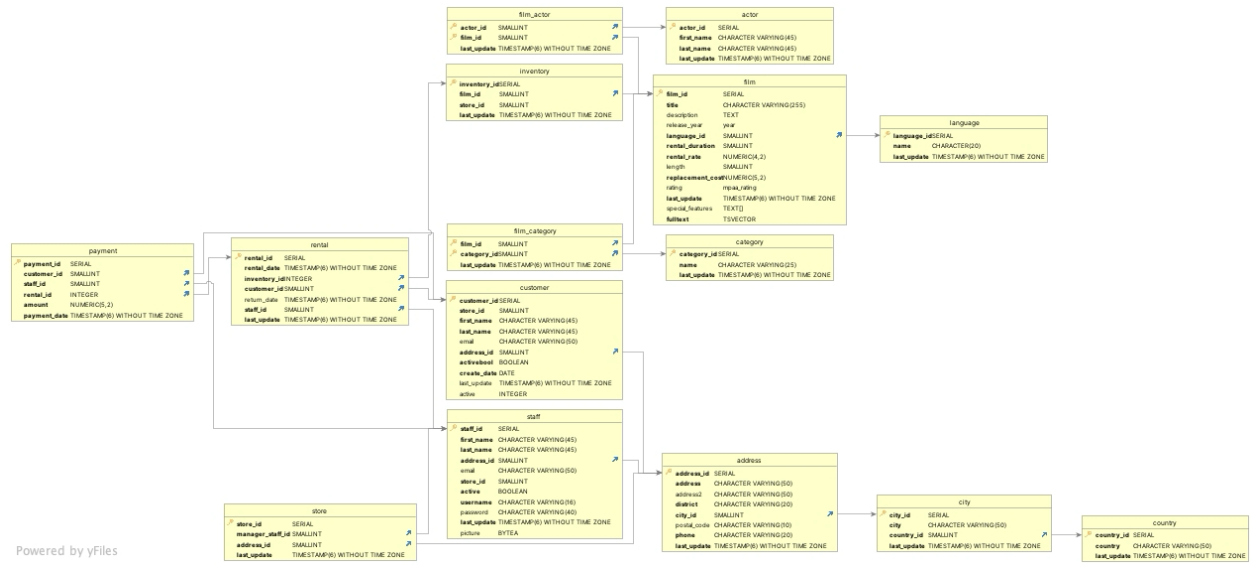 film_actor
actor_id SMALLINT
film_id SMALLINT
last_update TIMESTAMP(6) WITHOUT TIME ZONE
actor
actor_id SERIAL
first_name CHARACTER VARYING(45)
last_name CHARACTER VARYING(45)
last_update TIMESTAMP(6) WITHOUT TIME ZONE
inventory
inventory_id SERIAL
film_id SMALLINT
store_id SMALLINT
last_update TIMESTAMP(6) WITHOUT TIME ZONE
film
film_id SERIAL
title CHARACTER VARYING(255)
description TEXT
release_year year
language_id SMALLINT
rental_duration SMALLINT
rental_rate NUMERIC(4,2)
length SMALLINT
replacement_cost NUMERIC(5,2)
rating mpaa_rating
last_update TIMESTAMP(6) WITHOUT TIME ZONE
special_features TEXT[]
fulltext TSVECTOR
language
language_id SERIAL
name CHARACTER(20)
last_update TIMESTAMP(6) WITHOUT TIME ZONE
film_category
film_id SMALLINT
category_id SMALLINT
last_update TIMESTAMP(6) WITHOUT TIME ZONE
category
category_id SERIAL
name CHARACTER VARYING(25)
last_update TIMESTAMP(6) WITHOUT TIME ZONE
payment
payment_id SERIAL
customer_id SMALLINT
staff_id SMALLINT
rental_id INTEGER
amount NUMERIC(5,2)
payment_date TIMESTAMP(6) WITHOUT TIME ZONE
rental
rental_id SERIAL
rental_date TIMESTAMP(6) WITHOUT TIME ZONE
inventory_id INTEGER
customer_id SMALLINT
return_date TIMESTAMP(6) WITHOUT TIME ZONE
staff_id SMALLINT
last_update TIMESTAMP(6) WITHOUT TIME ZONE
customer
customer_id SERIAL
store_id SMALLINT
first_name CHARACTER VARYING(45)
last_name CHARACTER VARYING(45)
email CHARACTER VARYING(50)
address_id SMALLINT
activebool BOOLEAN
create_date DATE
last_update TIMESTAMP(6) WITHOUT TIME ZONE
active INTEGER
staff
staff_id SERIAL
first_name CHARACTER VARYING(45)
last_name CHARACTER VARYING(45)
address_id SMALLINT
email CHARACTER VARYING(50)
store_id SMALLINT
active BOOLEAN
username CHARACTER VARYING(16)
password CHARACTER VARYING(40)
last_update TIMESTAMP(6) WITHOUT TIME ZONE
picture BYTEA
store
store_id SERIAL
manager_staff_id SMALLINT
address_id SMALLINT
last_update TIMESTAMP(6) WITHOUT TIME ZONE
address
address_id SERIAL
address CHARACTER VARYING(50)
address2 CHARACTER VARYING(50)
district CHARACTER VARYING(20)
city_id SMALLINT
postal_code CHARACTER VARYING(10)
phone CHARACTER VARYING(20)
last_update TIMESTAMP(6) WITHOUT TIME ZONE
city
city_id SERIAL
city CHARACTER VARYING(50)
country_id SMALLINT
last_update TIMESTAMP(6) WITHOUT TIME ZONE
country
country_id SERIAL
country CHARACTER VARYING(50)
last_update TIMESTAMP(6) WITHOUT TIME ZONE
Powered by yFiles